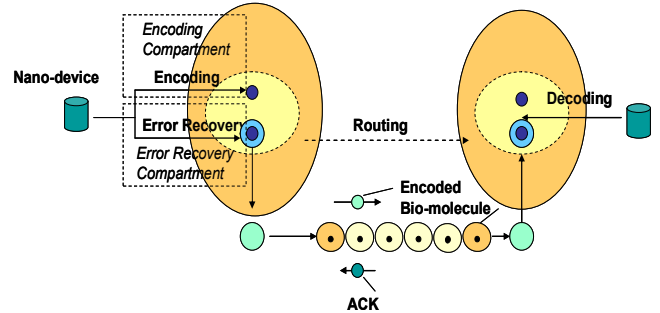 Encoding
Compartment
Nano-device
Encoding
Error Recovery
Error Recovery
Compartment
Routing
Decoding
Encoded
Bio-molecule
ACK